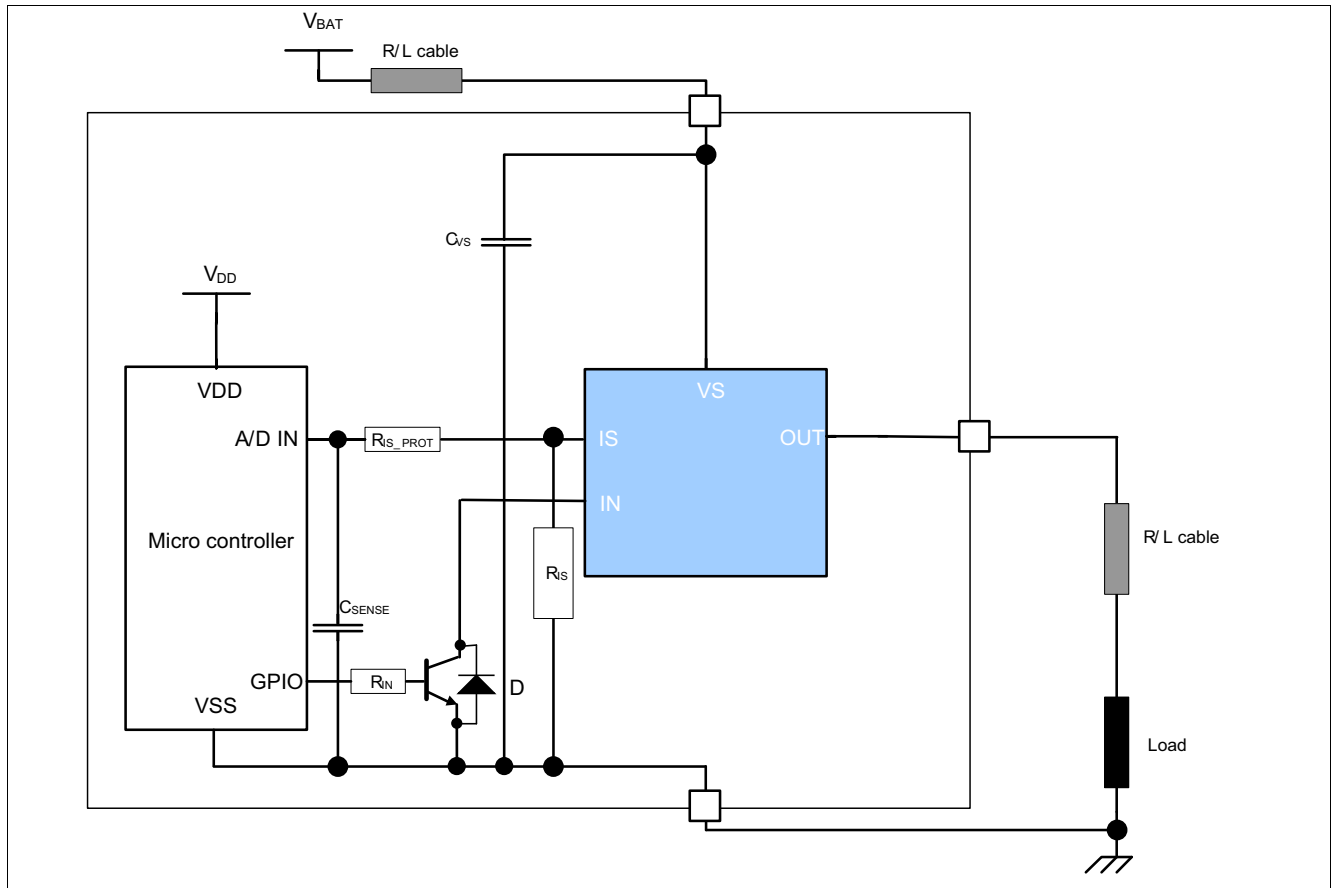 VBAT
R/L cable
CVS
VDD
VDD
VS
A/D IN
RIS_PROT
IS
OUT
IN
Micro controller
RIS
R/L cable
CSENSE
GPIO
RIN
D
VSS
Load